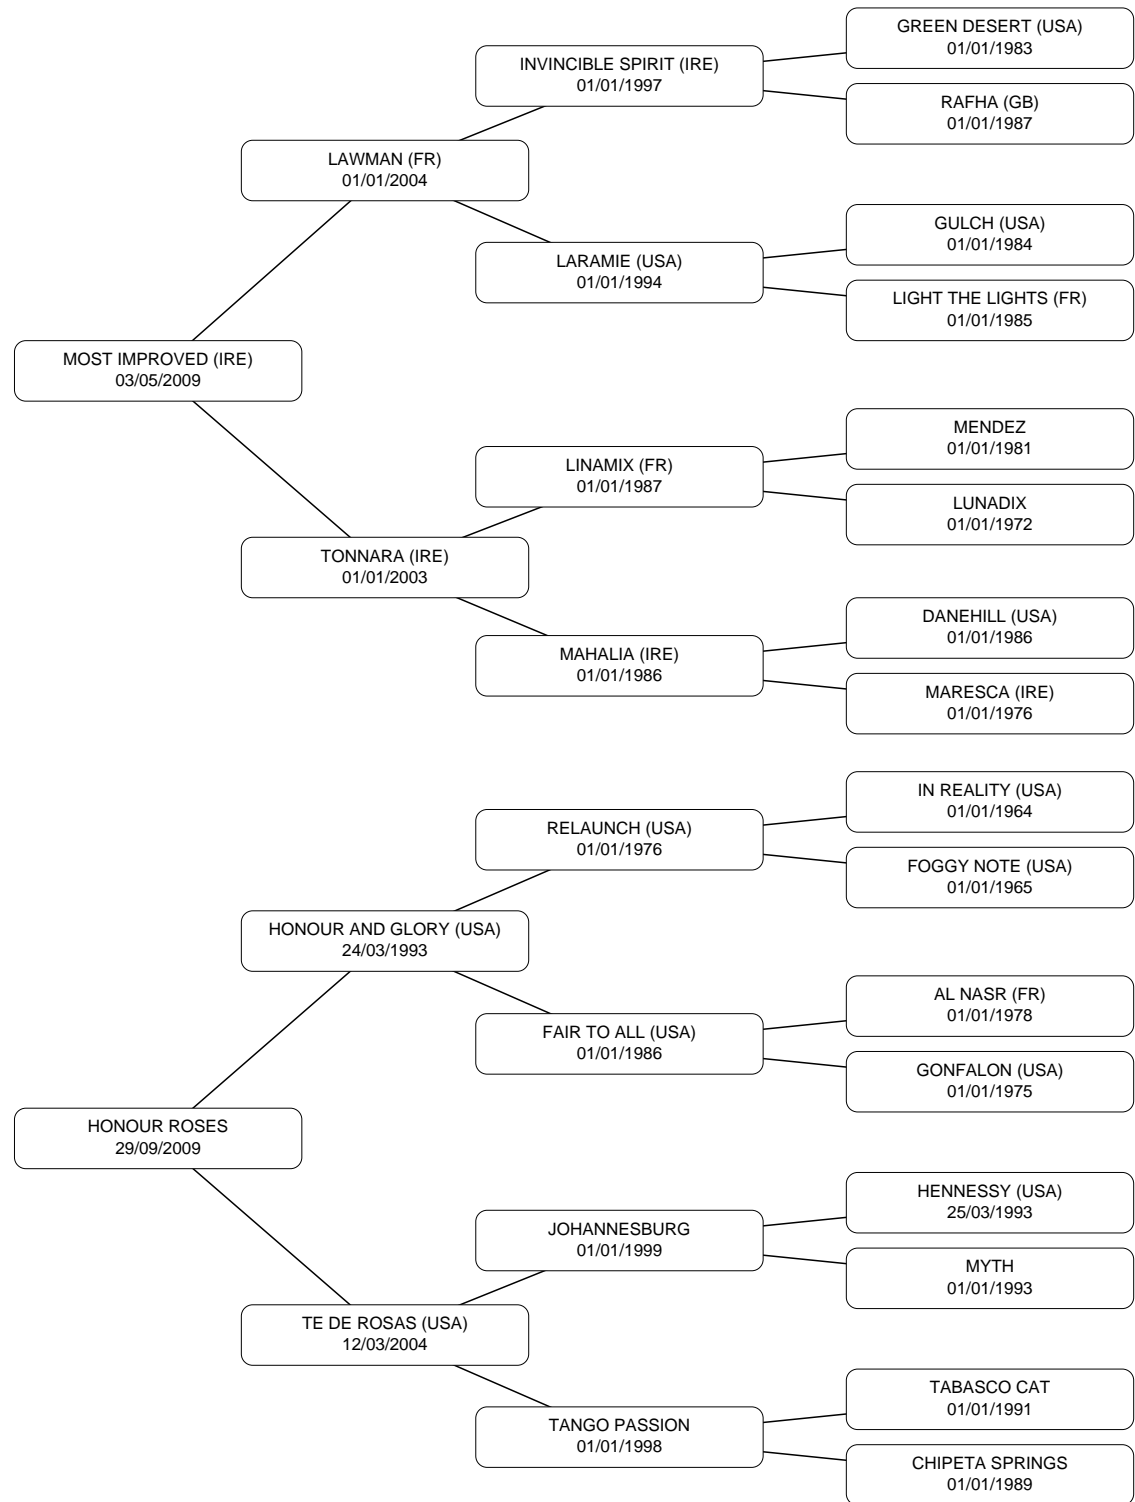 GREEN DESERT (USA)
01/01/1983
INVINCIBLE SPIRIT (IRE)
01/01/1997
RAFHA (GB)
01/01/1987
LAWMAN (FR)
01/01/2004
GULCH (USA)
01/01/1984
LARAMIE (USA)
01/01/1994
LIGHT THE LIGHTS (FR)
01/01/1985
MOST IMPROVED (IRE)
03/05/2009
MENDEZ
01/01/1981
LINAMIX (FR)
01/01/1987
LUNADIX
01/01/1972
TONNARA (IRE)
01/01/2003
DANEHILL (USA)
01/01/1986
MAHALIA (IRE)
01/01/1986
MARESCA (IRE)
01/01/1976
IN REALITY (USA)
01/01/1964
RELAUNCH (USA)
01/01/1976
FOGGY NOTE (USA)
01/01/1965
HONOUR AND GLORY (USA)
24/03/1993
AL NASR (FR)
01/01/1978
FAIR TO ALL (USA)
01/01/1986
GONFALON (USA)
01/01/1975
HONOUR ROSES
29/09/2009
HENNESSY (USA)
25/03/1993
JOHANNESBURG
01/01/1999
MYTH
01/01/1993
TE DE ROSAS (USA)
12/03/2004
TABASCO CAT
01/01/1991
TANGO PASSION
01/01/1998
CHIPETA SPRINGS
01/01/1989